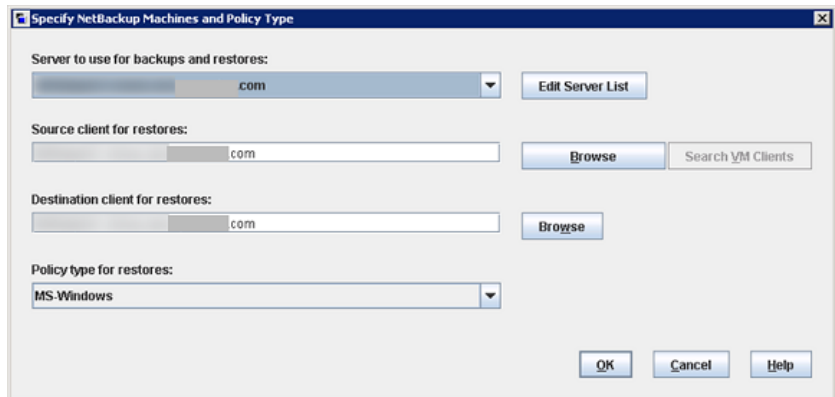 Specify NetBackup Machines and Policy Type
Server to use for backups and restores:
.com
Edit Server List
Source client for restores:
.com
Browse
Search VM Clients
Destination client for restores:
.com
Browse
Policy type for restores:
MS-Windows
OK
Cancel
Help